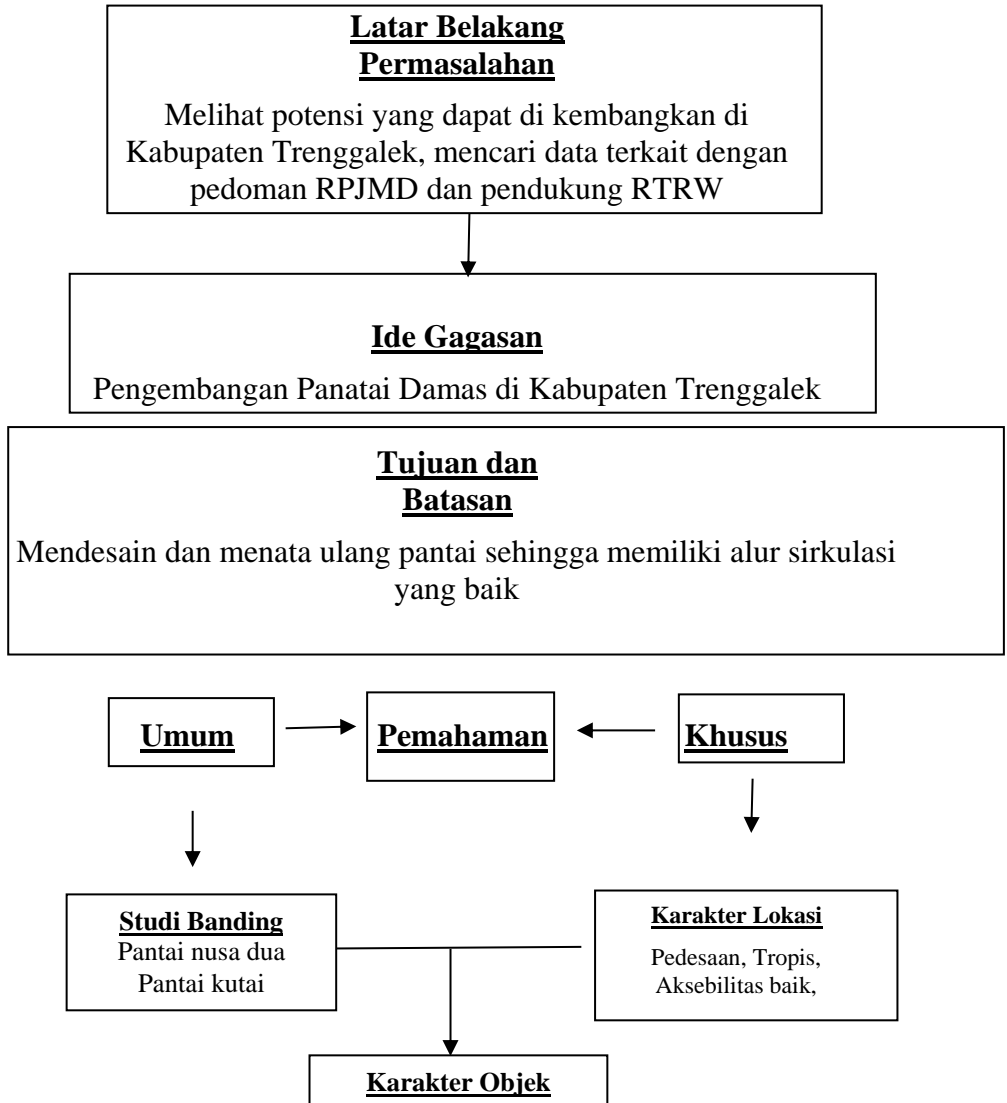 Latar Belakang
Permasalahan
Melihat potensi yang dapat di kembangkan di
Kabupaten Trenggalek, mencari data terkait dengan
pedoman RPJMD dan pendukung RTRW
Ide Gagasan
Pengembangan Panatai Damas di Kabupaten Trenggalek
Tujuan dan
Batasan
Mendesain dan menata ulang pantai sehingga memiliki alur sirkulasi
yang baik
Umum
Pemahaman
Khusus
Studi Banding
Pantai nusa dua
Pantai kutai
Karakter Lokasi
Pedesaan, Tropis,
Aksebilitas baik,
Karakter Objek